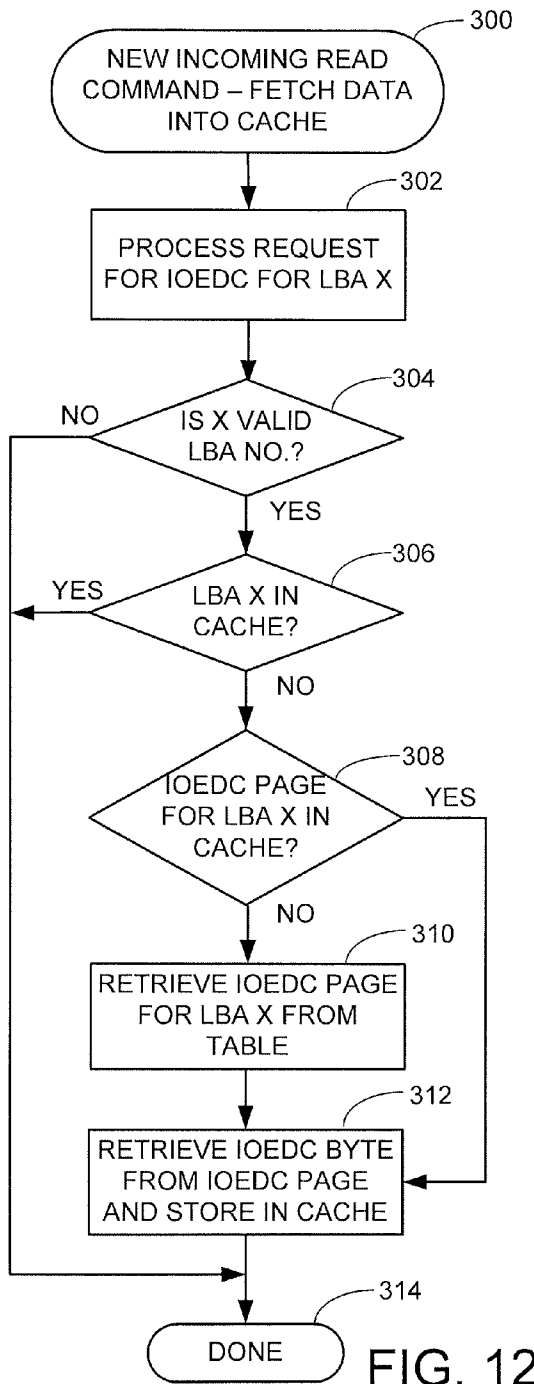 300
NEW INCOMING READ
COMMAND – FETCH DATA
INTO CACHE
302
PROCESS REQUEST
FOR IOEDC FOR LBA X
304
NO
IS X VALID
LBA NO.?
YES
306
YES
LBA X IN
CACHE?
NO
308
IOEDC PAGE
FOR LBA X IN
CACHE?
YES
NO
310
RETRIEVE IOEDC PAGE
FOR LBA X FROM
TABLE
312
RETRIEVE IOEDC BYTE
FROM IOEDC PAGE
AND STORE IN CACHE
314
DONE
FIG. 12